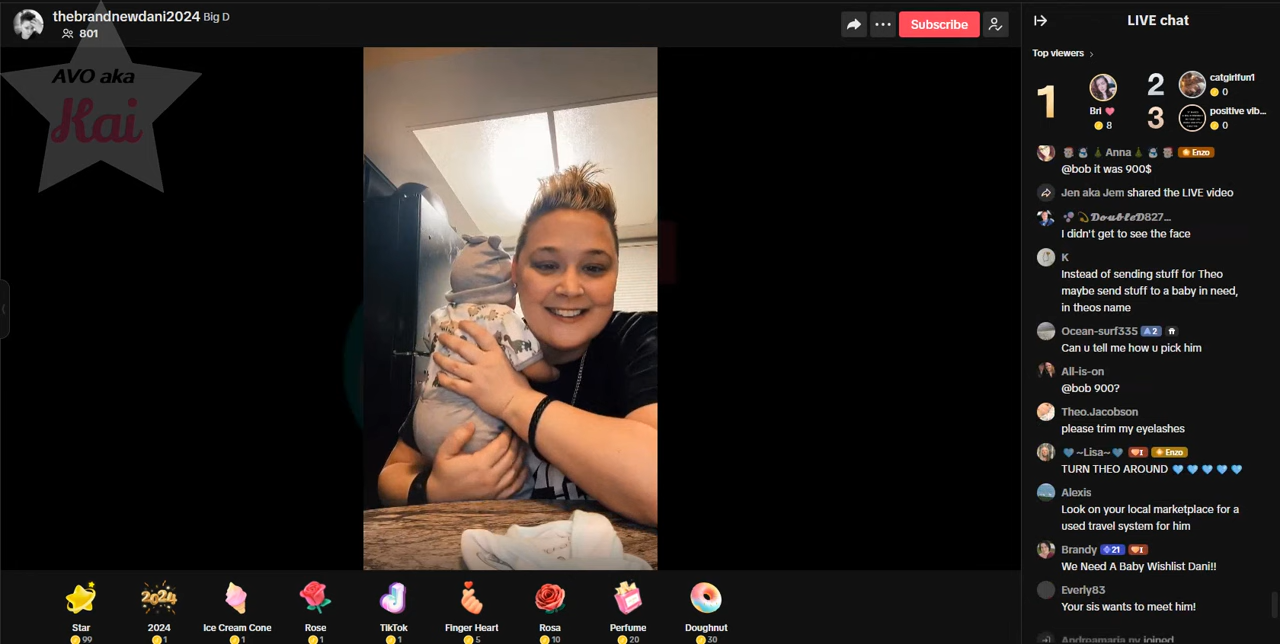 thebrandnewdani2024 Big D
801
Subscribe
AVO aka
Kai
LIVE chat
Top viewers
1
Bri
8
2
catgirlfun1
0
3
positive vib...
0
Anna Enzo
@bob it was 900$
Jen aka Jem shared the LIVE video
𝓓𝓸𝓾𝓫𝓵𝓮𝓓827...
I didn't get to see the face
K
Instead of sending stuff for Theo
maybe send stuff to a baby in need,
in theos name
Ocean-surf335 2
Can u tell me how u pick him
All-is-on
@bob 900?
Theo.Jacobson
please trim my eyelashes
~Lisa~ I Enzo
TURN THEO AROUND 💙💙💙💙💙
Alexis
Look on your local marketplace for a
used travel system for him
Brandy 21 I
We Need A Baby Wishlist Dani!!
Everly83
Your sis wants to meet him!
2024
Star
99
2024
1
Ice Cream Cone
1
Rose
1
TikTok
1
Finger Heart
5
Rosa
10
Perfume
20
Doughnut
30